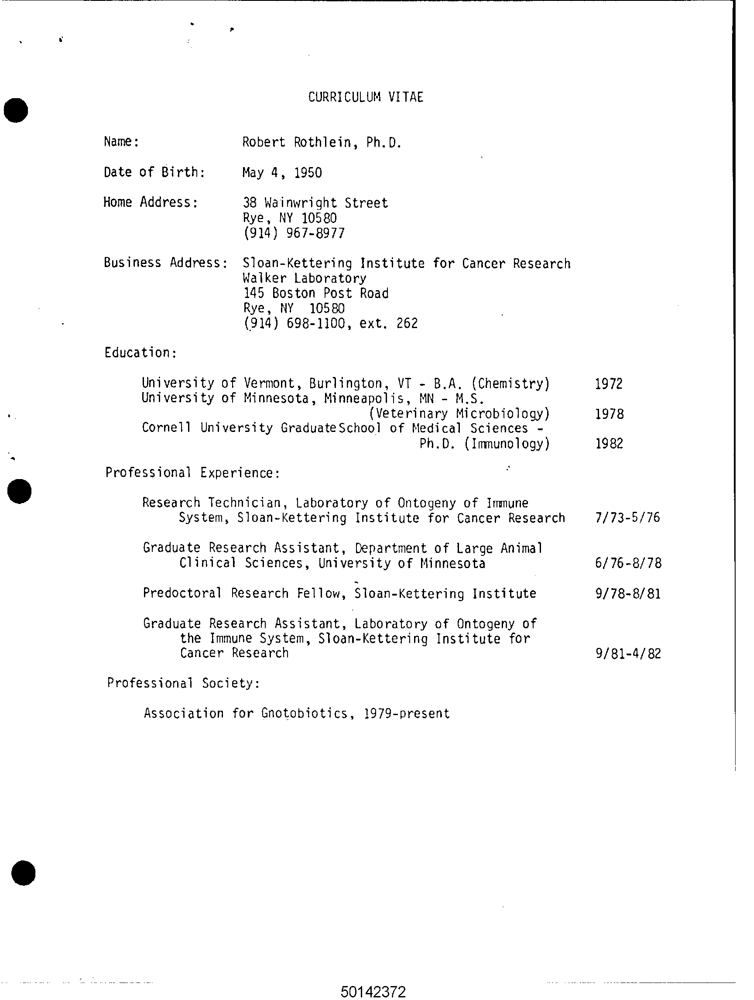 CURRICULUM VITAE
Name: Robert Rothlein, Ph.D.
Date of Birth: May 4, 1950
Home Address: 38 Wainwright Street
Rye, NY 10580
(914) 967-8977
Business Address: Sloan-Kettering Institute for Cancer Research
Walker Laboratory
145 Boston Post Road
Rye, NY 10580
(914) 698-1100, ext. 262
Education:
University of Vermont, Burlington, VT - B.A. (Chemistry) 1972
University of Minnesota, Minneapolis, MN - M.S.
(Veterinary Microbiology) 1978
Cornell University GraduateSchool of Medical Sciences -
Ph.D. (Immunology) 1982
Professional Experience:
Research Technician, Laboratory of Ontogeny of Immune
System, Sloan-Kettering Institute for Cancer Research 7/73-5/76
Graduate Research Assistant, Department of Large Animal
Clinical Sciences, University of Minnesota 6/76-8/78
Predoctoral Research Fellow, Sloan-Kettering Institute 9/78-8/81
Graduate Research Assistant, Laboratory of Ontogeny of
the Immune System, Sloan-Kettering Institute for
Cancer Research 9/81-4/82
Professional Society:
Association for Gnotobiotics, 1979-present
50142372